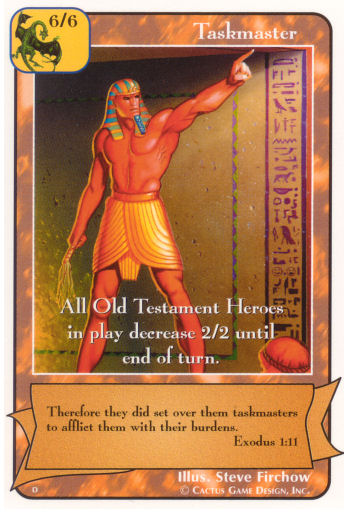 6/6
Taskmaster
All Old Testament Heroes
in play decrease 2/2 until
end of turn.
Therefore they did set over them taskmasters
to afflict them with their burdens.
Exodus 1:11
Illus. Steve Firchow
0
© Cactus Game Design, Inc.